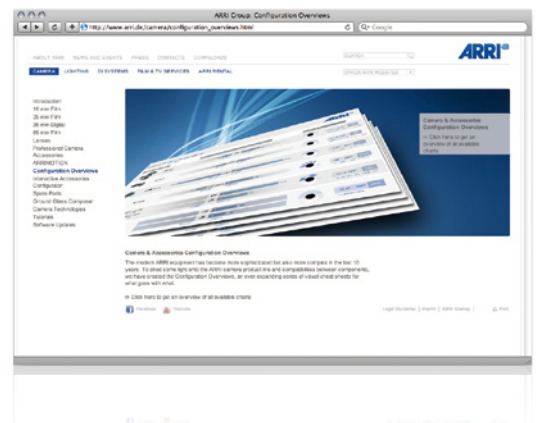 ARRI Group: Configuration Overviews
http://www.arri.de/camera/configuration_overviews.html
Google
ARRI
ABOUT ARRI NEWS AND EVENTS PRESS CONTACTS DOWNLOADS
SEARCH
CAMERA LIGHTING DI SYSTEMS FILM & TV SERVICES ARRI RENTAL
Introduction
16 mm Film
35 mm Film
35 mm Digital
65 mm Film
Lenses
Professional Camera
Accessories
ARRIMOTION
Configuration Overviews
Interactive Accessories
Configurator
Spare Parts
Ground Glass Composer
Camera Technologies
Tutorials
Software Updates
Camera & Accessories
Configuration Overviews
Click here to get an
overview of all available
charts
Camera & Accessories Configuration Overviews
The modern ARRI equipment has become more sophisticated but also more complex in the last 10
years. To shed some light onto the ARRI camera product line and compatibilities between components,
we have created the Configuration Overviews, an ever expanding series of visual cheat sheets for
what goes with what.
Click here to get an overview of all available charts
Facebook Youtube
Legal Disclaimer | Imprint | ARRI Sitemap | Print